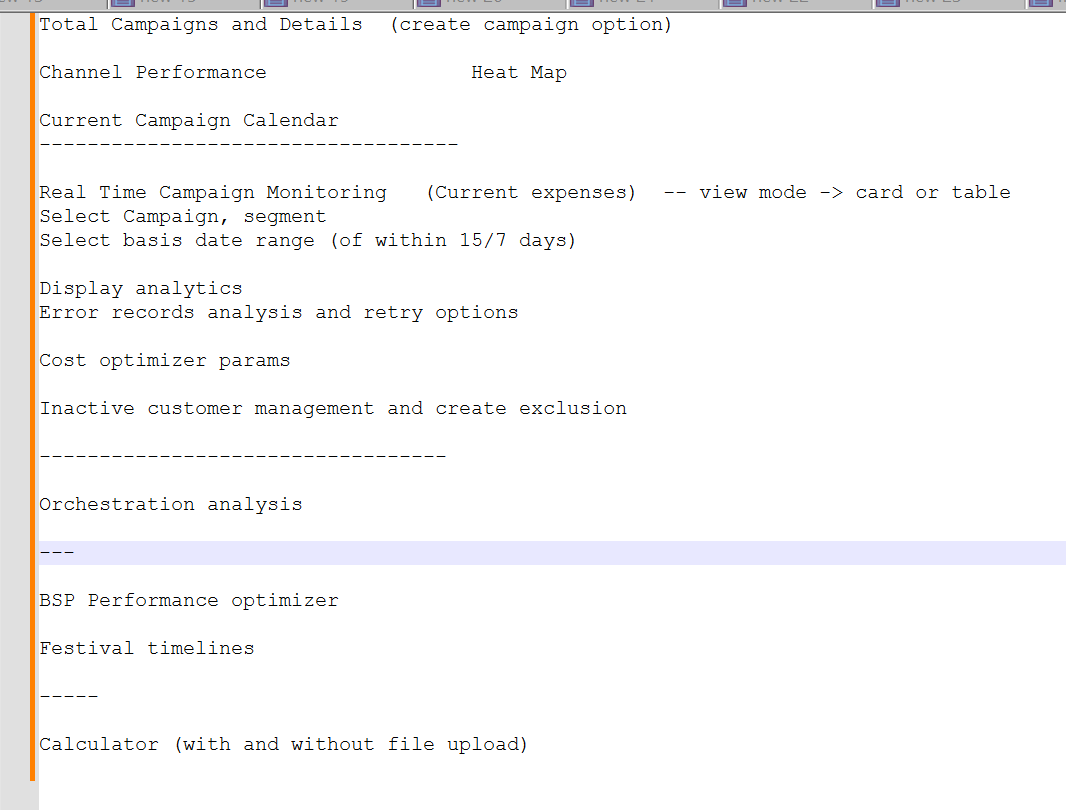 Total Campaigns and Details  (create campaign option)
Channel Performance                 Heat Map
Current Campaign Calendar
-----------------------------------
Real Time Campaign Monitoring   (Current expenses)  -- view mode -> card or table
Select Campaign, segment
Select basis date range (of within 15/7 days)
Display analytics
Error records analysis and retry options
Cost optimizer params
Inactive customer management and create exclusion
----------------------------------
Orchestration analysis
---
BSP Performance optimizer
Festival timelines
-----
Calculator (with and without file upload)